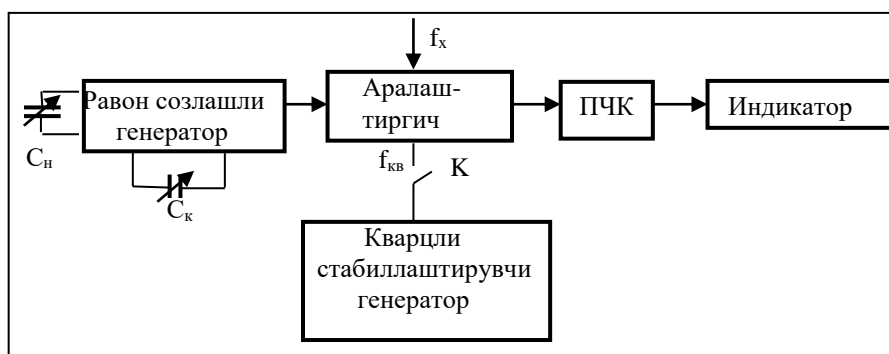 fₓ
Равон созлашли
генератор
Аралаш-
тиргич
ПЧК
Индикатор
Cн
Cк
fкв
K
Кварцли
стабиллаштирувчи
генератор